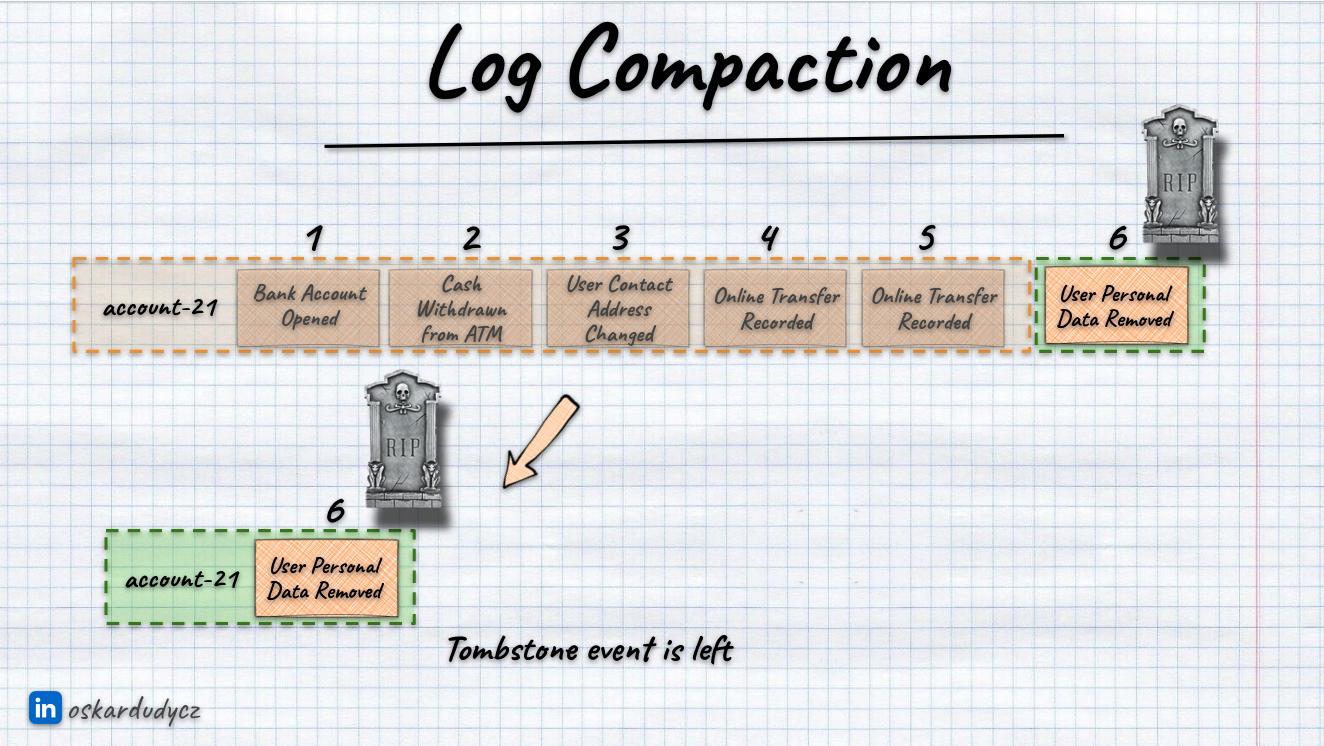 Log Compaction
RIP
1
2
3
4
5
6
account-21
Bank Account
Opened
Cash
Withdrawn
from ATM
User Contact
Address
Changed
Online Transfer
Recorded
Online Transfer
Recorded
User Personal
Data Removed
RIP
6
account-21
User Personal
Data Removed
Tombstone event is left
in oskardudycz